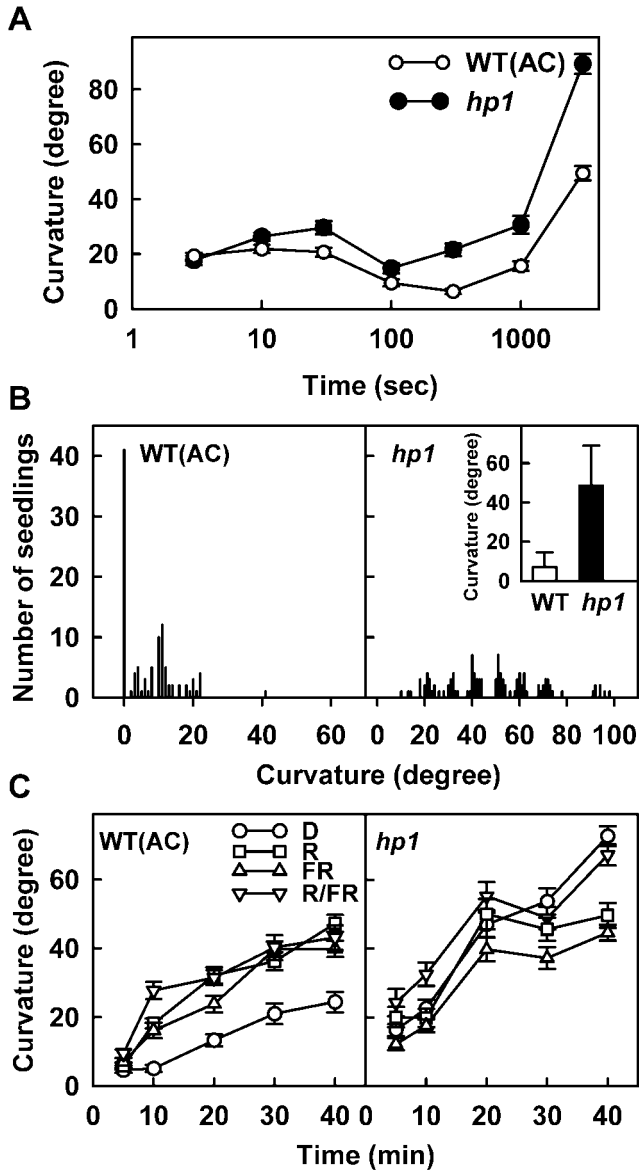 A
WT(AC)
hp1
Curvature (degree)
80
60
40
20
0
1 10 100 1000
Time (sec)
B
WT(AC)
hp1
Number of seedlings
40
30
20
10
0
Curvature (degree)
60
40
20
0
WT hp1
0 20 40 60 0 20 40 60 80 100
Curvature (degree)
C
WT(AC)
D
R
FR
R/FR
hp1
Curvature (degree)
60
40
20
0
0 10 20 30 40 0 10 20 30 40
Time (min)